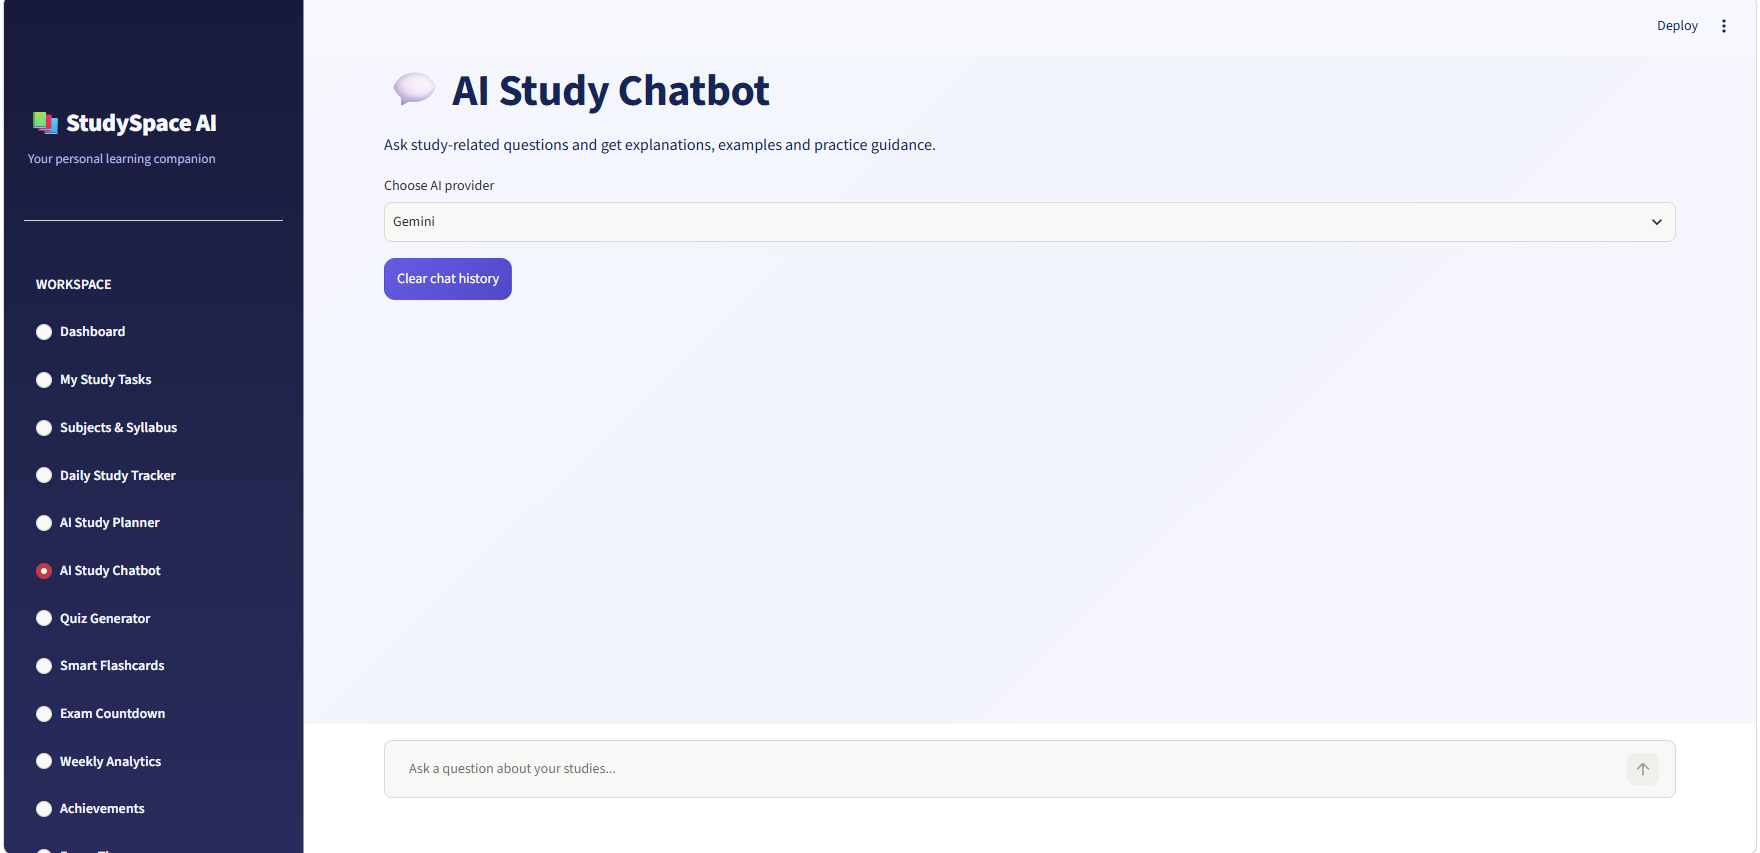 Deploy
StudySpace AI
Your personal learning companion
WORKSPACE
Dashboard
My Study Tasks
Subjects & Syllabus
Daily Study Tracker
AI Study Planner
AI Study Chatbot
Quiz Generator
Smart Flashcards
Exam Countdown
Weekly Analytics
Achievements
AI Study Chatbot
Ask study-related questions and get explanations, examples and practice guidance.
Choose AI provider
Gemini
Clear chat history
Ask a question about your studies...